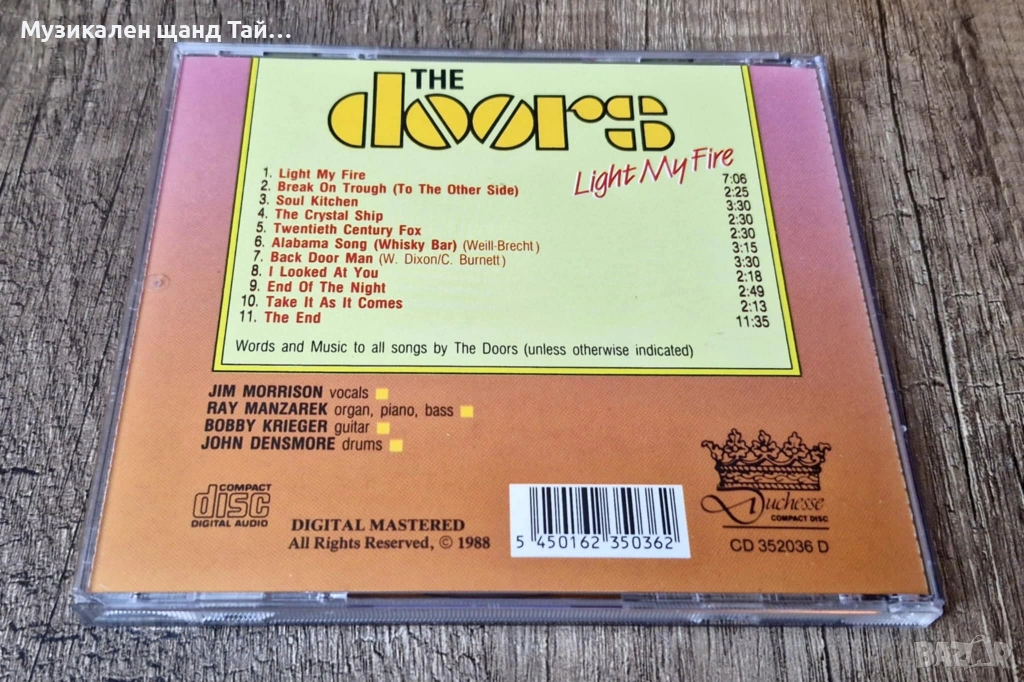 Музикален щанд Тай...
THE
doors
Light My Fire
1. Light My Fire 7:06
2. Break On Trough (To The Other Side) 2:25
3. Soul Kitchen 3:30
4. The Crystal Ship 2:30
5. Twentieth Century Fox 2:30
6. Alabama Song (Whisky Bar) (Weill-Brecht) 3:15
7. Back Door Man (W. Dixon/C. Burnett) 3:30
8. I Looked At You 2:18
9. End Of The Night 2:49
10. Take It As It Comes 2:13
11. The End 11:35
Words and Music to all songs by The Doors (unless otherwise indicated)
JIM MORRISON vocals
RAY MANZAREK organ, piano, bass
BOBBY KRIEGER guitar
JOHN DENSMORE drums
COMPACT
disc
DIGITAL AUDIO
DIGITAL MASTERED
All Rights Reserved, © 1988
5 450162 350362
Duchesse
COMPACT DISC
CD 352036 D
BAZAR